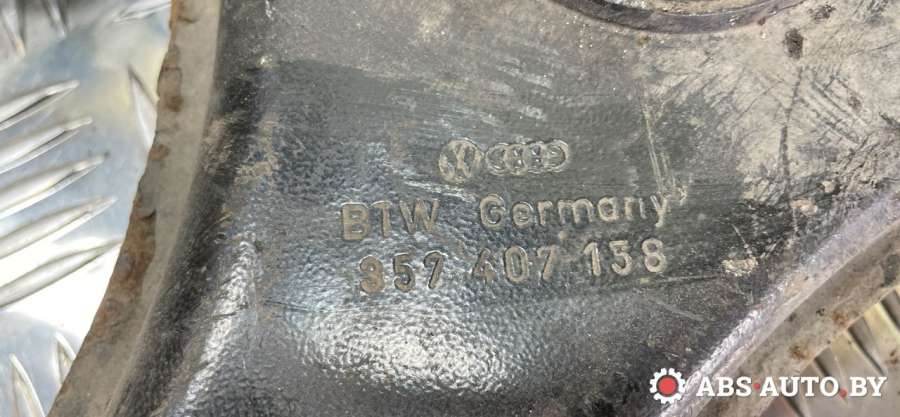 BTW Germany
357 407 158
ABS-AUTO.BY